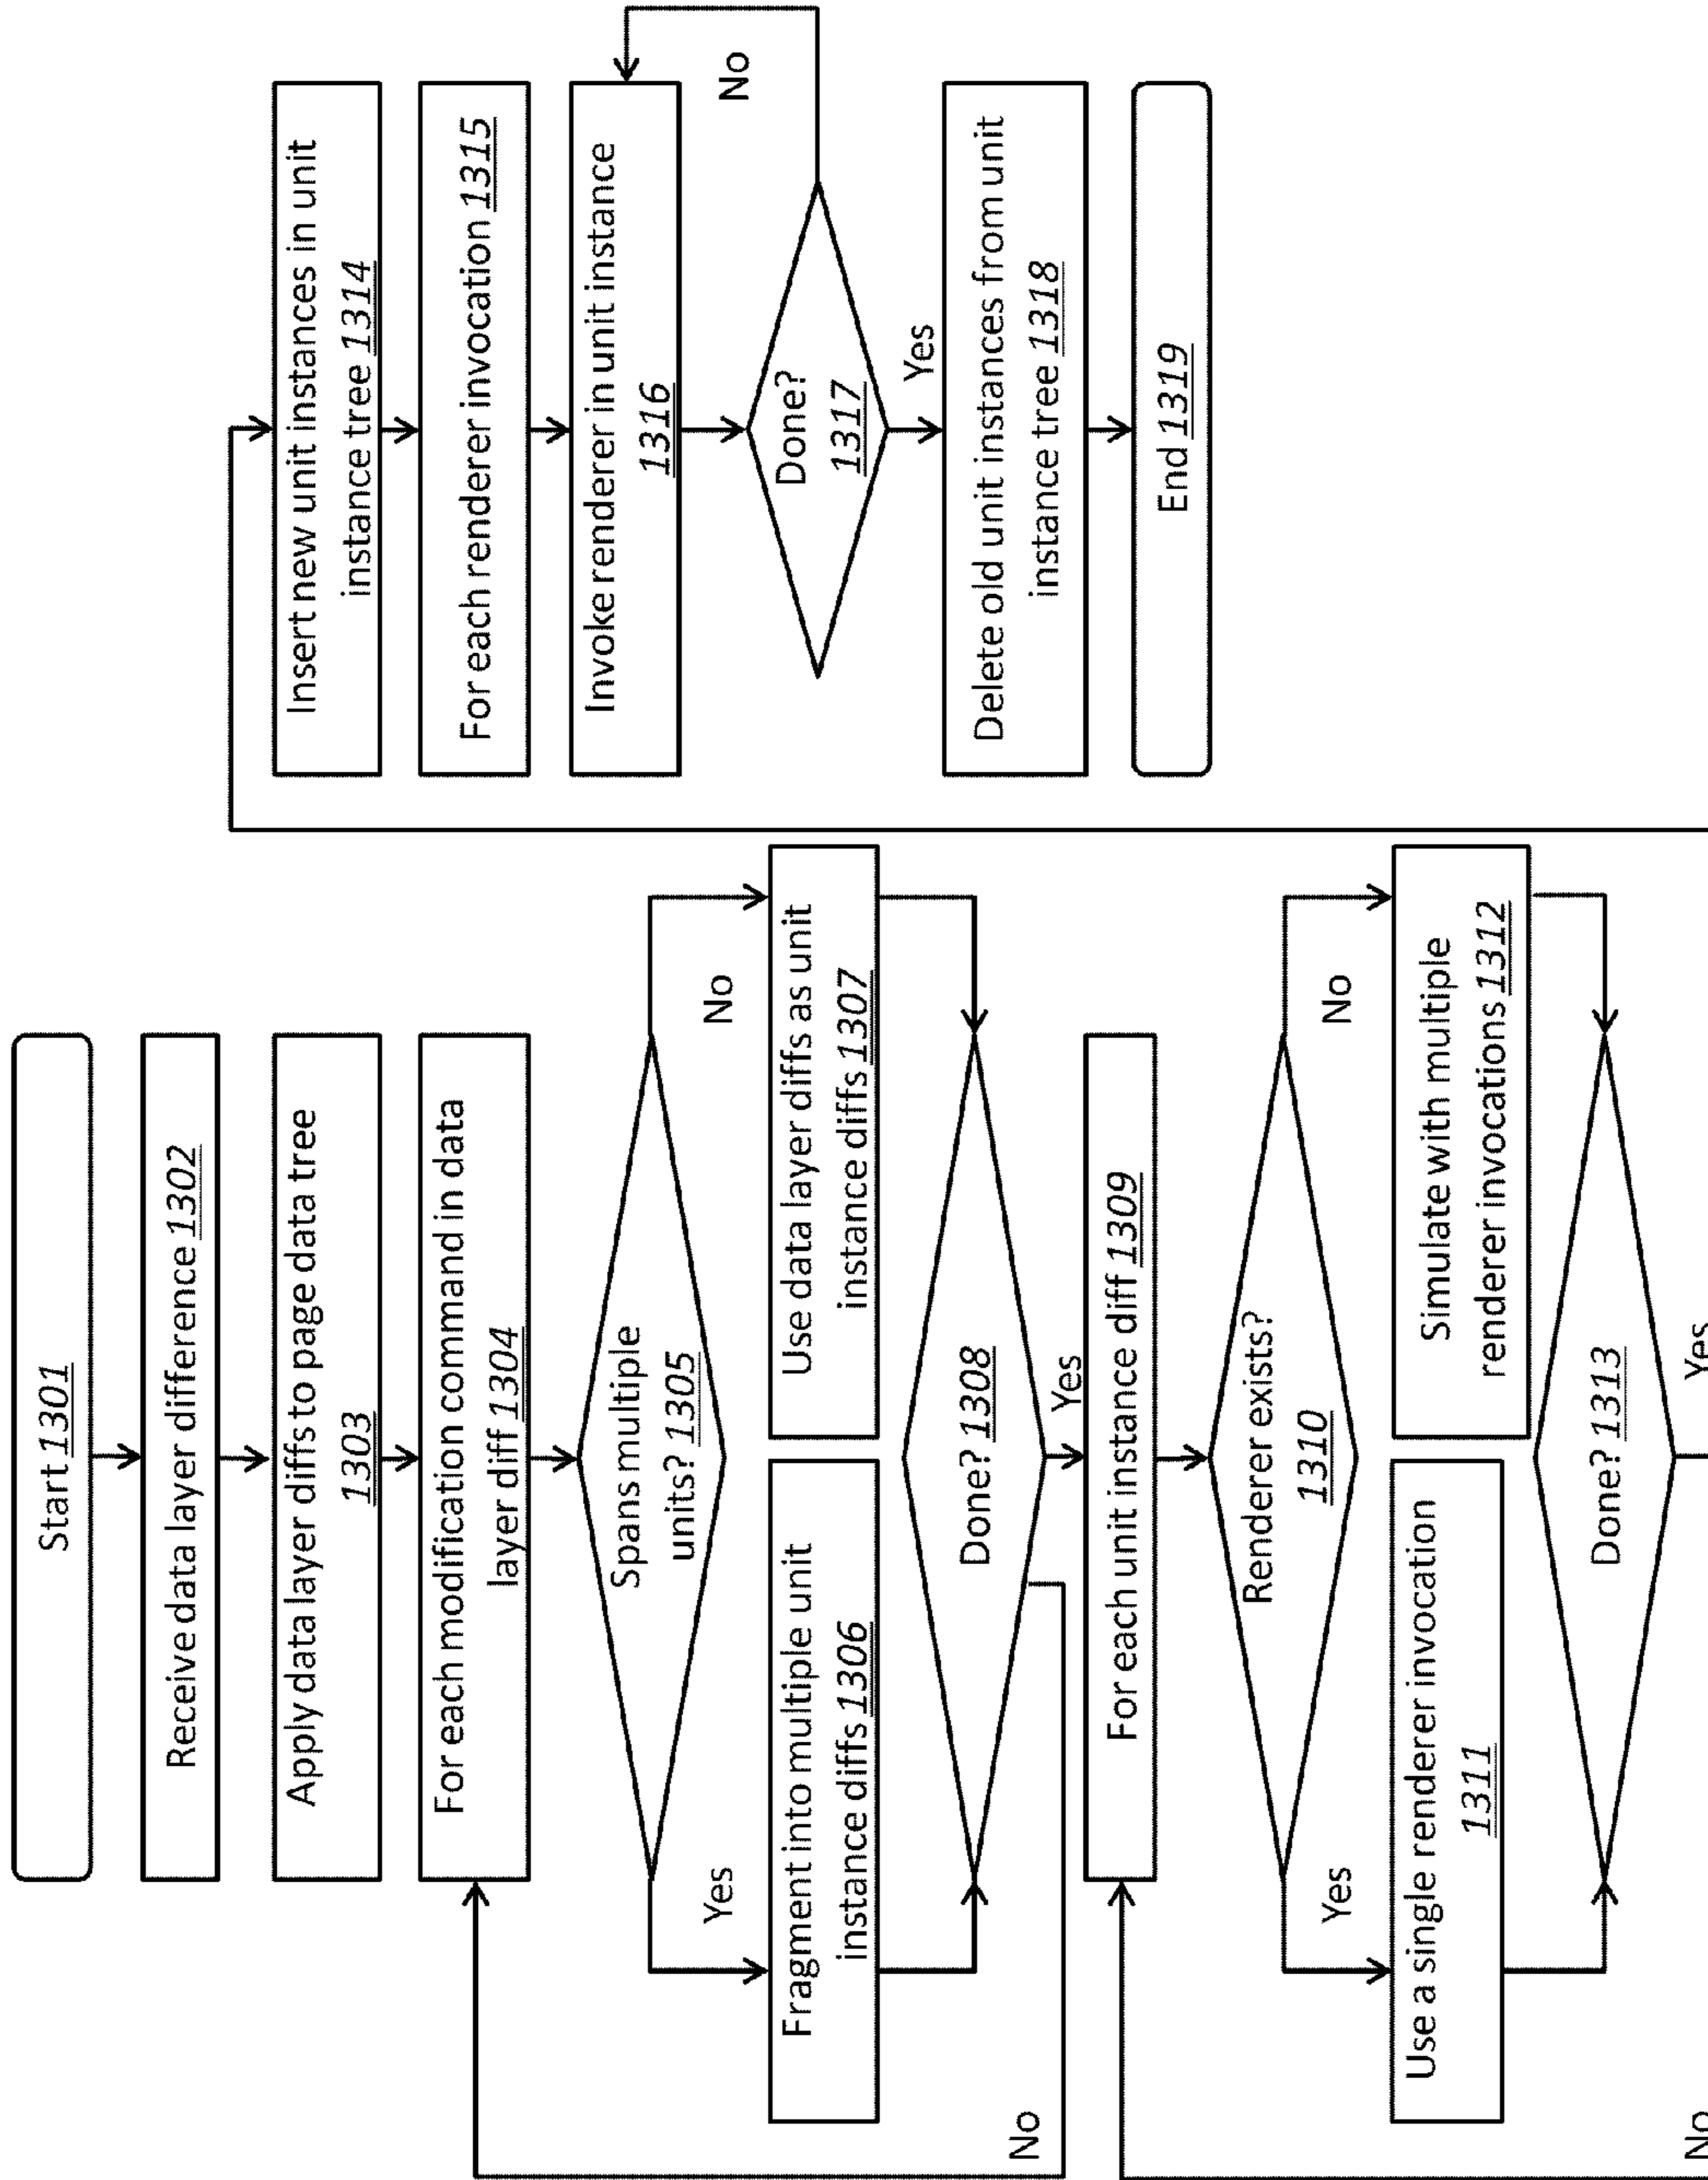 Start 1301
Receive data layer difference 1302
Apply data layer diffs to page data tree
1303
For each modification command in data
layer diff 1304
Spans multiple
units? 1305
Yes
No
Fragment into multiple unit
instance diffs 1306
Use data layer diffs as unit
instance diffs 1307
Done? 1308
No
Yes
For each unit instance diff 1309
Renderer exists?
1310
Yes
No
Use a single renderer invocation
1311
Simulate with multiple
renderer invocations 1312
Done? 1313
No
Yes
Insert new unit instances in unit
instance tree 1314
For each renderer invocation 1315
Invoke renderer in unit instance
1316
No
Done?
1317
Yes
Delete old unit instances from unit
instance tree 1318
End 1319